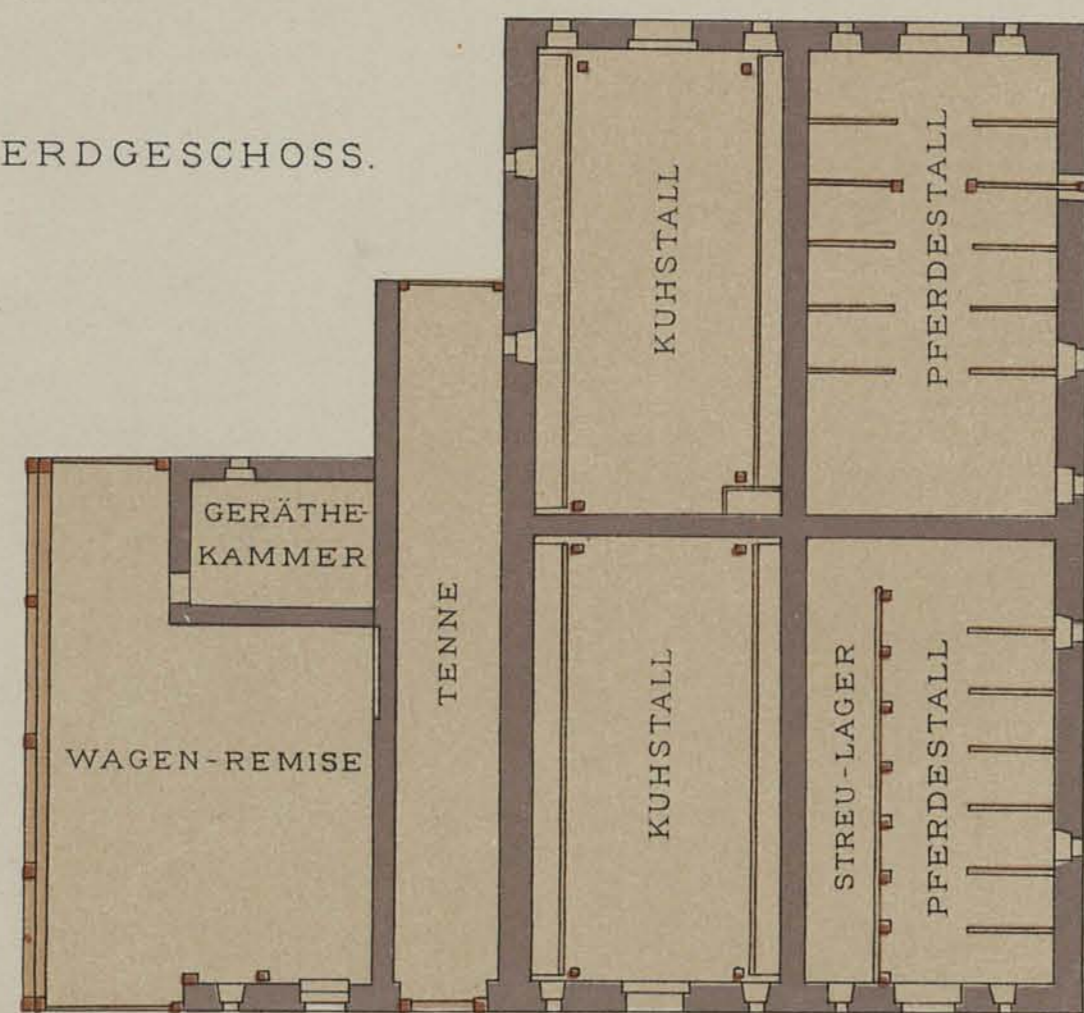 ERDGESCHOSS.
KUHSTALL
PFERDESTALL
GERÄTHE-
KAMMER
TENNE
WAGEN-REMISE
KUHSTALL
STREU-LAGER
PFERDESTALL